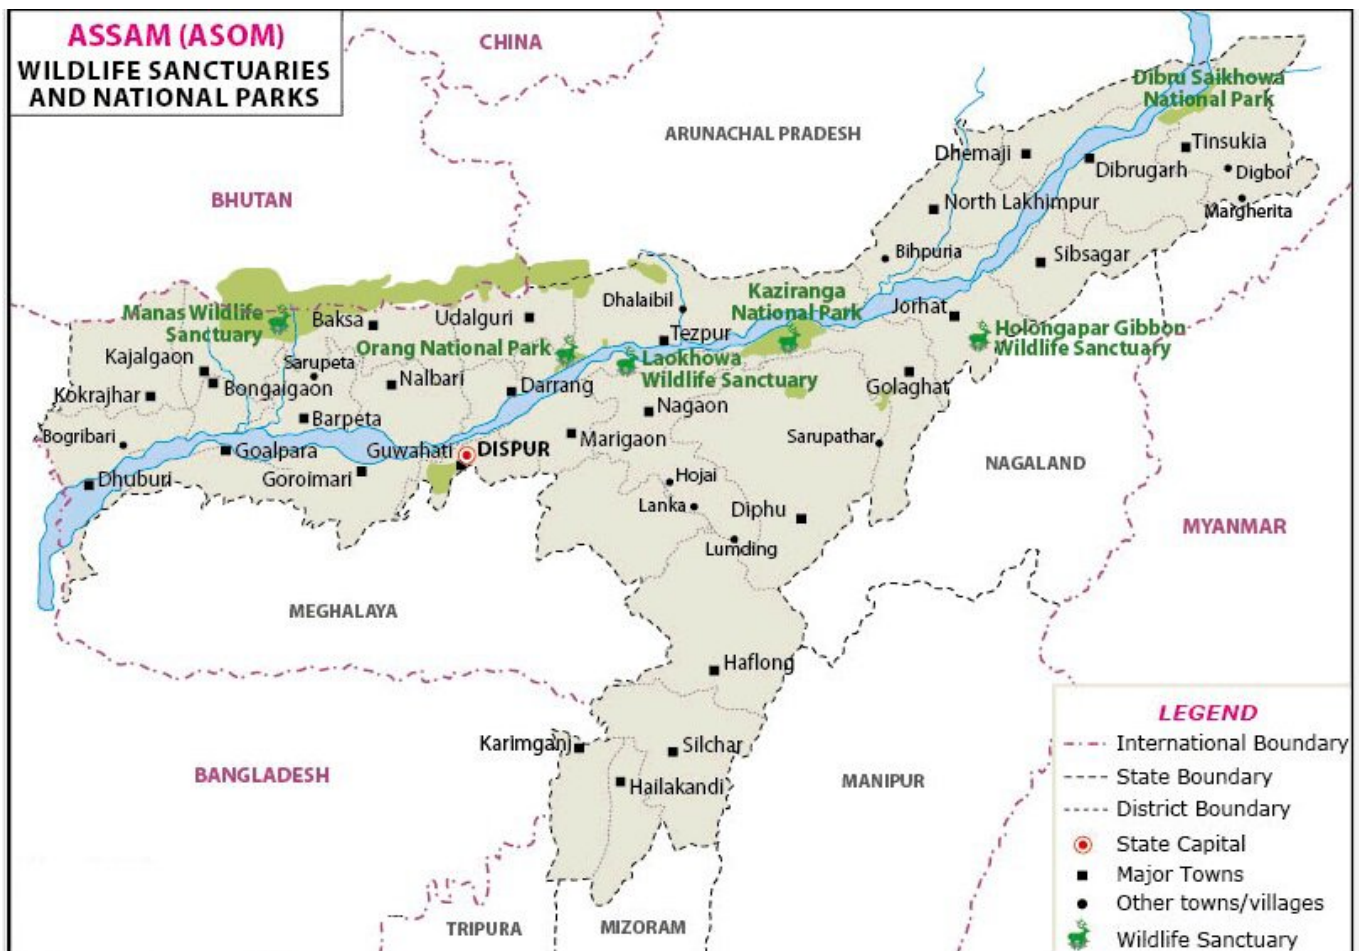 ASSAM (ASOM)
WILDLIFE SANCTUARIES
AND NATIONAL PARKS
CHINA
ARUNACHAL PRADESH
BHUTAN
Dibru Saikhowa
National Park
Tinsukia
Dhemaji
Dibrugarh
Digboi
North Lakhimpur
Margherita
Bihpuria
Sibsagar
Kaziranga
National Park
Dhalaibil
Jorhat
Manas Wildlife
Sanctuary
Baksa
Udalguri
Tezpur
Holongapar Gibbon
Wildlife Sanctuary
Orang National Park
Laokhowa
Wildlife Sanctuary
Kajalgaon
Sarupeta
Kokrajhar
Bongaigaon
Nalbari
Darrang
Golaghat
Nagaon
Barpeta
Bogribari
Goalpara
Guwahati
DISPUR
Marigaon
Sarupathar
NAGALAND
Dhuburi
Goroimari
Hojai
Lanka
Diphu
Lumding
MYANMAR
MEGHALAYA
Haflong
Karimganj
Silchar
Hailakandi
BANGLADESH
MANIPUR
TRIPURA
MIZORAM
LEGEND
International Boundary
State Boundary
District Boundary
State Capital
Major Towns
Other towns/villages
Wildlife Sanctuary